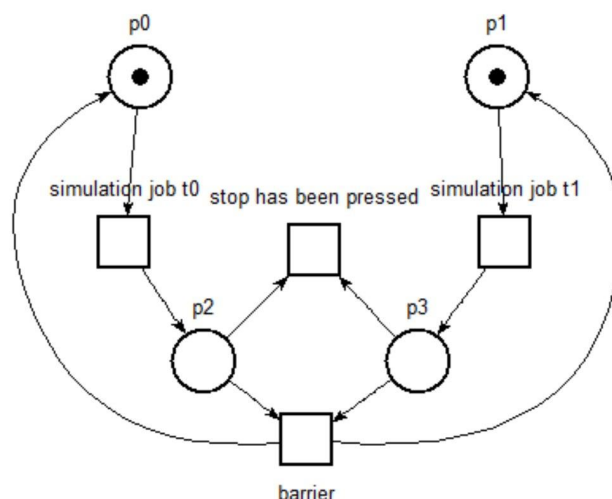 p0
p1
simulation job t0
stop has been pressed
simulation job t1
p2
p3
barrier